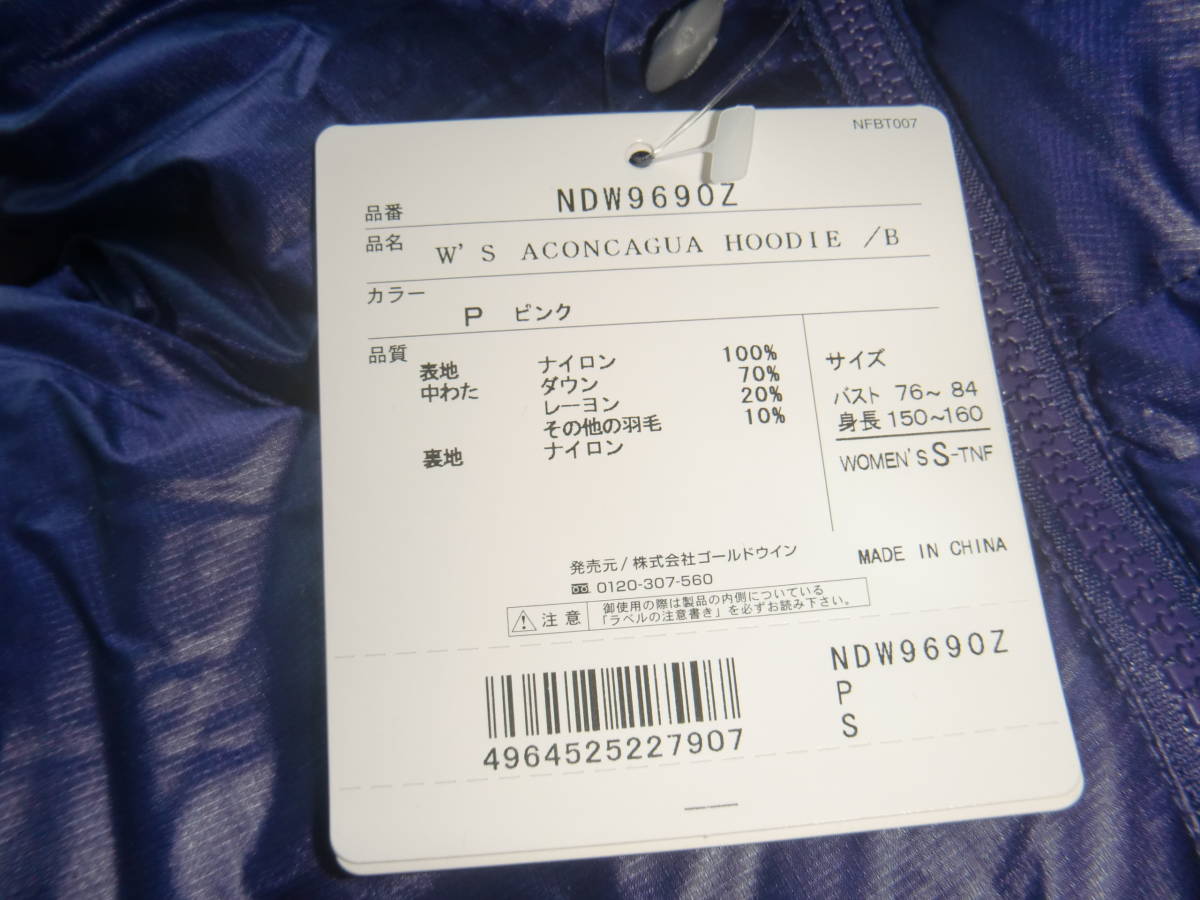 NFBT007
品番 NDW9690Z
品名 W'S ACONCAGUA HOODIE /B
カラー P ピンク
品質
表地 ナイロン 100%
中わた ダウン 70%
レーヨン 20%
その他の羽毛 10%
裏地 ナイロン
サイズ
バスト 76~ 84
身長 150~160
WOMEN'S S-TNF
発売元/株式会社ゴールドウイン
0120-307-560
MADE IN CHINA
注意 御使用の際は製品の内側についている
「ラベルの注意書き」を必ずお読み下さい。
4964525227907
NDW9690Z
P
S